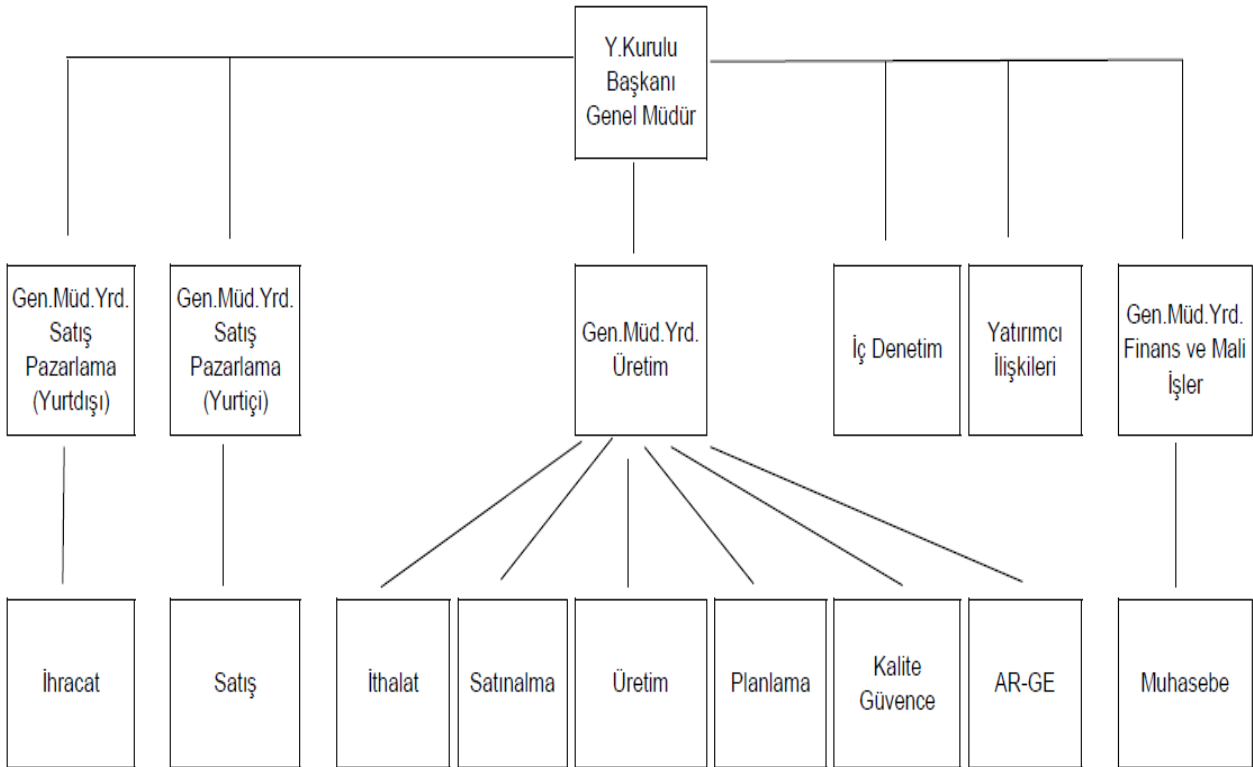 Y.Kurulu
Başkanı
Genel Müdür
Gen.Müd.Yrd.
Satış
Pazarlama
(Yurtdışı)
Gen.Müd.Yrd.
Satış
Pazarlama
(Yurtiçi)
Gen.Müd.Yrd.
Üretim
İç Denetim
Yatırımcı
İlişkileri
Gen.Müd.Yrd.
Finans ve Mali
İşler
İhracat
Satış
İthalat
Satınalma
Üretim
Planlama
Kalite
Güvence
AR-GE
Muhasebe